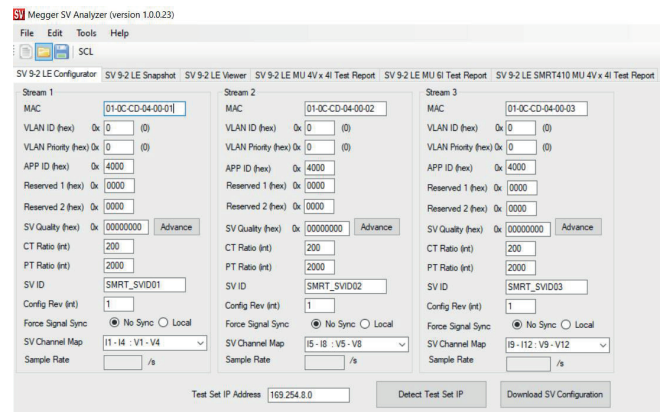 SV Megger SV Analyzer (version 1.0.0.23)
File Edit Tools Help
SCL
SV 9-2 LE Configurator SV 9-2 LE Snapshot SV 9-2 LE Viewer SV 9-2 LE MU 4V x 4I Test Report SV 9-2 LE MU 6I Test Report SV 9-2 LE SMRT410 MU 4V x 4I Test Report
Stream 1 Stream 2 Stream 3
MAC 01-0C-CD-04-00-01 MAC 01-0C-CD-04-00-02 MAC 01-0C-CD-04-00-03
VLAN ID (hex) 0x 0 (0) VLAN ID (hex) 0x 0 (0) VLAN ID (hex) 0x 0 (0)
VLAN Priority (hex) 0x 0 (0) VLAN Priority (hex) 0x 0 (0) VLAN Priority (hex) 0x 0 (0)
APP ID (hex) 0x 4000 APP ID (hex) 0x 4000 APP ID (hex) 0x 4000
Reserved 1 (hex) 0x 0000 Reserved 1 (hex) 0x 0000 Reserved 1 (hex) 0x 0000
Reserved 2 (hex) 0x 0000 Reserved 2 (hex) 0x 0000 Reserved 2 (hex) 0x 0000
SV Quality (hex) 0x 00000000 Advance SV Quality (hex) 0x 00000000 Advance SV Quality (hex) 0x 00000000 Advance
CT Ratio (int) 200 CT Ratio (int) 200 CT Ratio (int) 200
PT Ratio (int) 2000 PT Ratio (int) 2000 PT Ratio (int) 2000
SV ID SMRT_SVID01 SV ID SMRT_SVID02 SV ID SMRT_SVID03
Config Rev (int) 1 Config Rev (int) 1 Config Rev (int) 1
Force Signal Sync No Sync Local Force Signal Sync No Sync Local Force Signal Sync No Sync Local
SV Channel Map I1 - I4 : V1 - V4 SV Channel Map I5 - I8 : V5 - V8 SV Channel Map I9 - I12 : V9 - V12
Sample Rate /s Sample Rate /s Sample Rate /s
Test Set IP Address 169.254.8.0 Detect Test Set IP Download SV Configuration